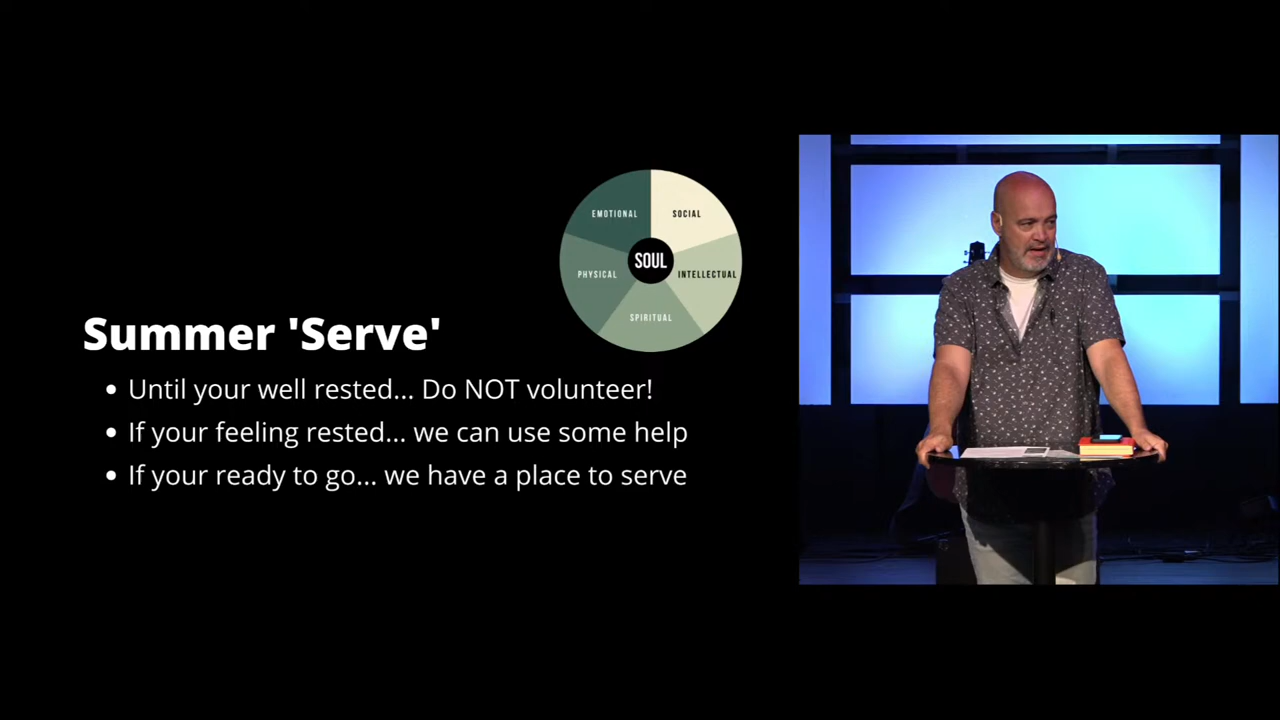 EMOTIONAL
SOCIAL
SOUL
PHYSICAL
INTELLECTUAL
SPIRITUAL
Summer 'Serve'
• Until your well rested... Do NOT volunteer!
• If your feeling rested... we can use some help
• If your ready to go... we have a place to serve